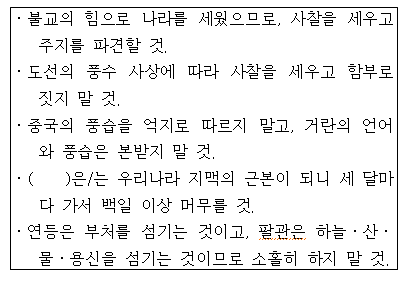 · 불교의 힘으로 나라를 세웠으므로, 사찰을 세우고
주지를 파견할 것.
· 도선의 풍수 사상에 따라 사찰을 세우고 함부로
짓지 말 것.
· 중국의 풍습을 억지로 따르지 말고, 거란의 언어
와 풍습은 본받지 말 것.
· (      )은/는 우리나라 지맥의 근본이 되니 세 달마
다 가서 백일 이상 머무를 것.
· 연등은 부처를 섬기는 것이고, 팔관은 하늘·산·
물·용신을 섬기는 것이므로 소홀히 하지 말 것.